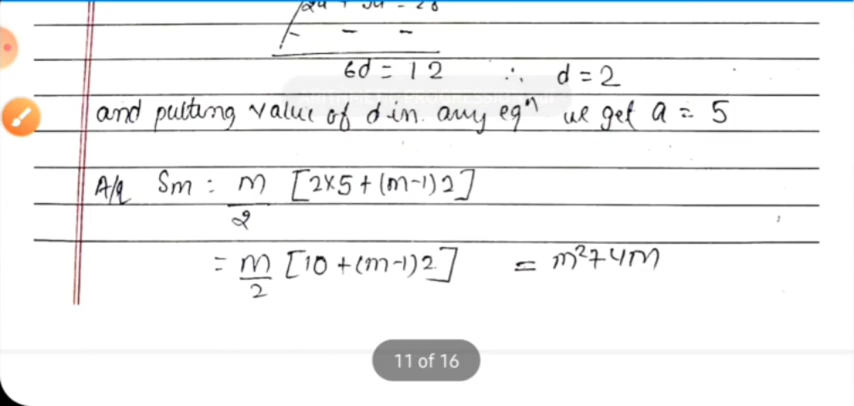 6d = 12 ∴ d = 2
and putting value of d in any eqⁿ we get a = 5
A/q Sm = m/2 [2×5+(m-1)2]
= m/2 [10+(m-1)2] = m²+4m
11 of 16